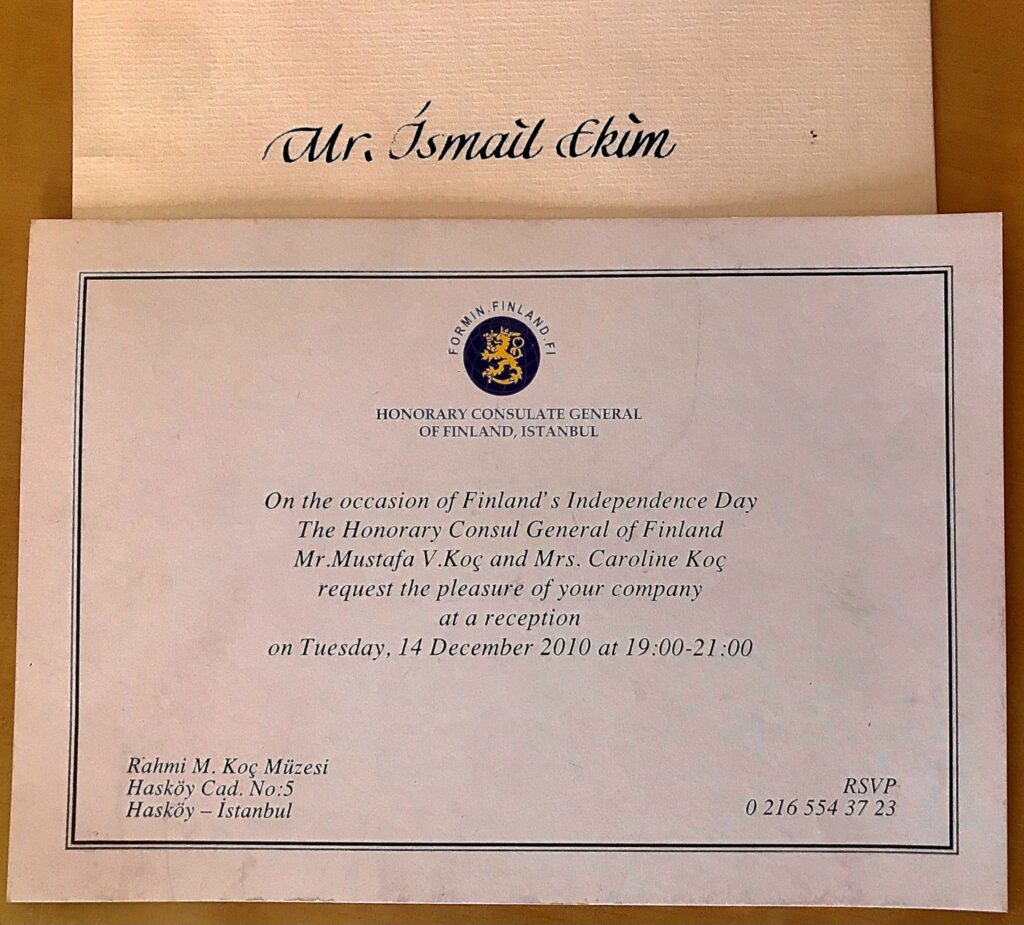 Mr. İsmail Ekim
FORMIN.FINLAND.FI
HONORARY CONSULATE GENERAL
OF FINLAND, ISTANBUL
On the occasion of Finland's Independence Day
The Honorary Consul General of Finland
Mr.Mustafa V.Koç and Mrs. Caroline Koç
request the pleasure of your company
at a reception
on Tuesday, 14 December 2010 at 19:00-21:00
Rahmi M. Koç Müzesi
Hasköy Cad. No:5
Hasköy – İstanbul
RSVP
0 216 554 37 23